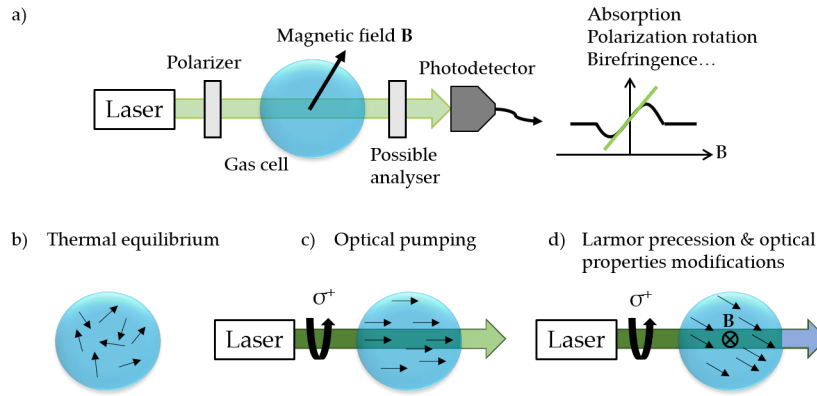 a)
Magnetic field B
Polarizer
Photodetector
Laser
Gas cell
Possible
analyser
Absorption
Polarization rotation
Birefringence…
B
b) Thermal equilibrium
c) Optical pumping
σ+
Laser
d) Larmor precession & optical
properties modifications
σ+
B
Laser